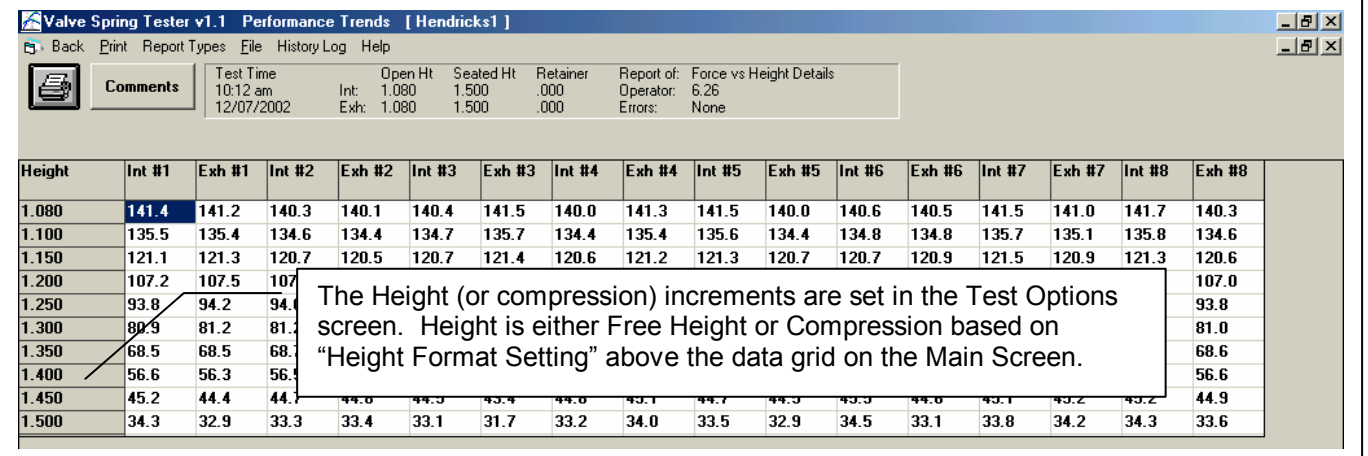 Valve Spring Tester v1.1 Performance Trends [ Hendricks1 ]
Back Print Report Types File History Log Help
Comments
Test Time Open Ht Seated Ht Retainer Report of: Force vs Height Details
10:12 am Int: 1.080 1.500 .000 Operator: 6.26
12/07/2002 Exh: 1.080 1.500 .000 Errors: None
Height Int #1 Exh #1 Int #2 Exh #2 Int #3 Exh #3 Int #4 Exh #4 Int #5 Exh #5 Int #6 Exh #6 Int #7 Exh #7 Int #8 Exh #8
1.080 141.4 141.2 140.3 140.1 140.4 141.5 140.0 141.3 141.5 140.0 140.6 140.5 141.5 141.0 141.7 140.3
1.100 135.5 135.4 134.6 134.4 134.7 135.7 134.4 135.4 135.6 134.4 134.8 134.8 135.7 135.1 135.8 134.6
1.150 121.1 121.3 120.7 120.5 120.7 121.4 120.6 121.2 121.3 120.7 120.7 120.9 121.5 120.9 121.3 120.6
1.200 107.2 107.5 107.0
1.250 93.8 94.2 93.8
1.300 80.9 81.2 81.0
1.350 68.5 68.5 68.6
1.400 56.6 56.3 56.6
1.450 45.2 44.4 44.9
1.500 34.3 32.9 33.3 33.4 33.1 31.7 33.2 34.0 33.5 32.9 34.5 33.1 33.8 34.2 34.3 33.6
The Height (or compression) increments are set in the Test Options
screen. Height is either Free Height or Compression based on
“Height Format Setting” above the data grid on the Main Screen.